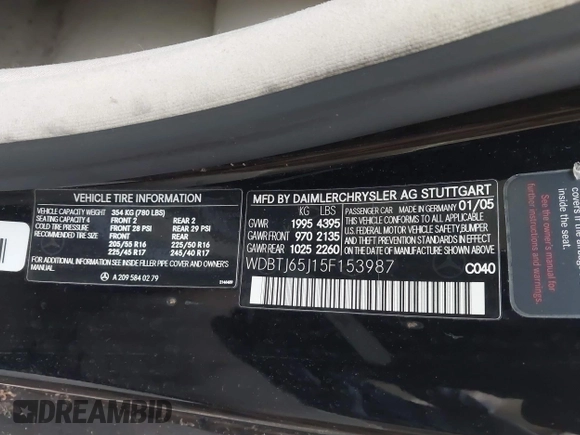 VEHICLE TIRE INFORMATION
VEHICLE CAPACITY WEIGHT 354 KG (780 LBS)
SEATING CAPACITY 4 FRONT 2 REAR 2
COLD TIRE FRONT 28 PSI REAR 29 PSI
PRESSURE
RECOMMENDED TIRE SIZE FRONT REAR
205/55 R16 225/50 R16
225/45 R17 245/40 R17
FOR ADDITIONAL INFORMATION SEE INSIDE FILLER PIPE COVER AND OWNER'S MANUAL
A 209 584 02 79
MFD BY DAIMLERCHRYSLER AG STUTTGART
KG LBS PASSENGER CAR MADE IN GERMANY 01/05
GVWR 1995 4395 THIS VEHICLE CONFORMS TO ALL APPLICABLE
GAWR FRONT 970 2135 U.S. FEDERAL MOTOR VEHICLE SAFETY, BUMPER
GAWR REAR 1025 2260 AND THEFT PREVENTION STANDARDS IN EFFECT
ON THE DATE OF MANUFACTURE SHOWN ABOVE
WDBTJ65J15F153987 C040
See owner's manual for
further instructions and
DREAMBID